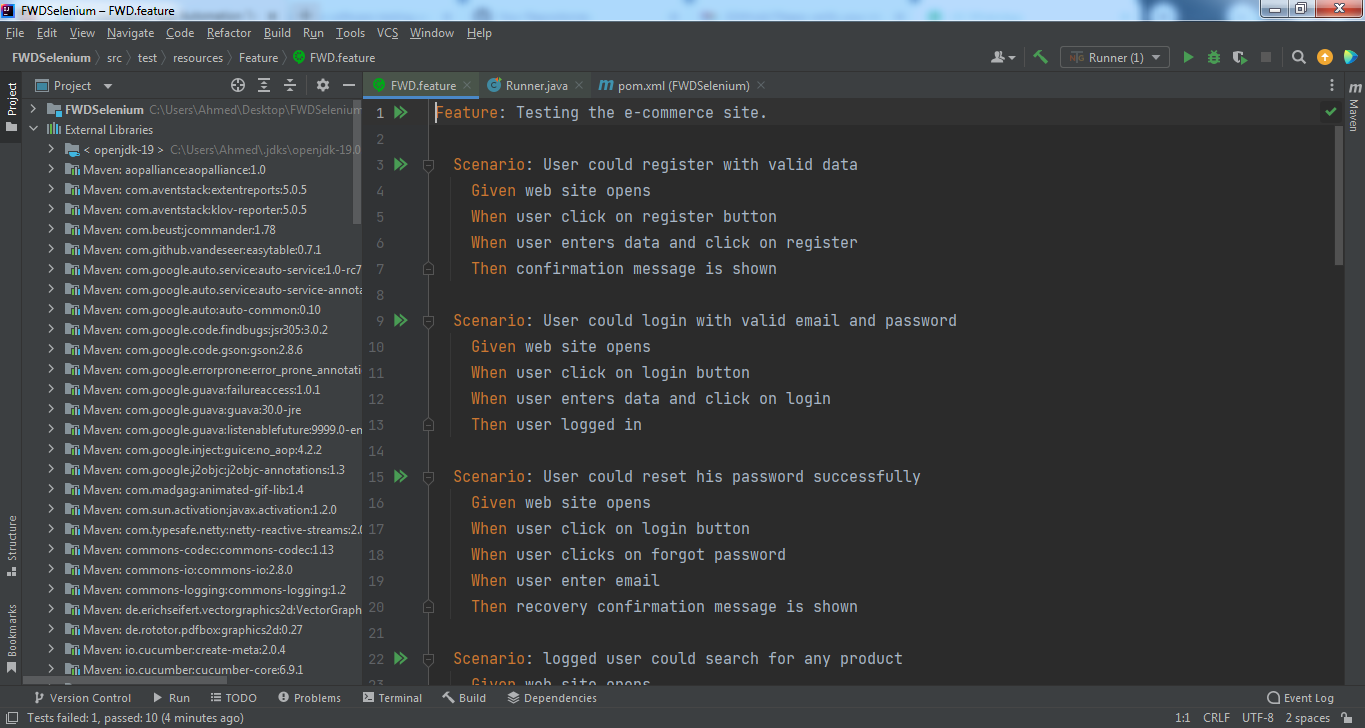 FWDSelenium – FWD.feature
File Edit View Navigate Code Refactor Build Run Tools VCS Window Help
FWDSelenium src test resources Feature FWD.feature Runner (1)
Project FWD.feature Runner.java pom.xml (FWDSelenium)
Project
Structure
Bookmarks
FWDSelenium C:\Users\Ahmed\Desktop\FWDSelenium
External Libraries
< openjdk-19 > C:\Users\Ahmed\.jdks\openjdk-19.0
Maven: aopalliance:aopalliance:1.0
Maven: com.aventstack:extentreports:5.0.5
Maven: com.aventstack:klov-reporter:5.0.5
Maven: com.beust:jcommander:1.78
Maven: com.github.vandeseer:easytable:0.7.1
Maven: com.google.auto.service:auto-service:1.0-rc7
Maven: com.google.auto.service:auto-service-annota
Maven: com.google.auto:auto-common:0.10
Maven: com.google.code.findbugs:jsr305:3.0.2
Maven: com.google.code.gson:gson:2.8.6
Maven: com.google.errorprone:error_prone_annotati
Maven: com.google.guava:failureaccess:1.0.1
Maven: com.google.guava:guava:30.0-jre
Maven: com.google.guava:listenablefuture:9999.0-en
Maven: com.google.inject:guice:no_aop:4.2.2
Maven: com.google.j2objc:j2objc-annotations:1.3
Maven: com.madgag:animated-gif-lib:1.4
Maven: com.sun.activation:javax.activation:1.2.0
Maven: com.typesafe.netty:netty-reactive-streams:2.0
Maven: commons-codec:commons-codec:1.13
Maven: commons-io:commons-io:2.8.0
Maven: commons-logging:commons-logging:1.2
Maven: de.erichseifert.vectorgraphics2d:VectorGraph
Maven: de.rototor.pdfbox:graphics2d:0.27
Maven: io.cucumber:create-meta:2.0.4
Maven: io.cucumber:cucumber-core:6.9.1
1 Feature: Testing the e-commerce site.
2
3 Scenario: User could register with valid data
4 Given web site opens
5 When user click on register button
6 When user enters data and click on register
7 Then confirmation message is shown
8
9 Scenario: User could login with valid email and password
10 Given web site opens
11 When user click on login button
12 When user enters data and click on login
13 Then user logged in
14
15 Scenario: User could reset his password successfully
16 Given web site opens
17 When user click on login button
18 When user clicks on forgot password
19 When user enter email
20 Then recovery confirmation message is shown
21
22 Scenario: logged user could search for any product
23 Given web site opens
m
Maven
Version Control Run TODO Problems Terminal Build Dependencies Event Log
Tests failed: 1, passed: 10 (4 minutes ago) 1:1 CRLF UTF-8 2 spaces